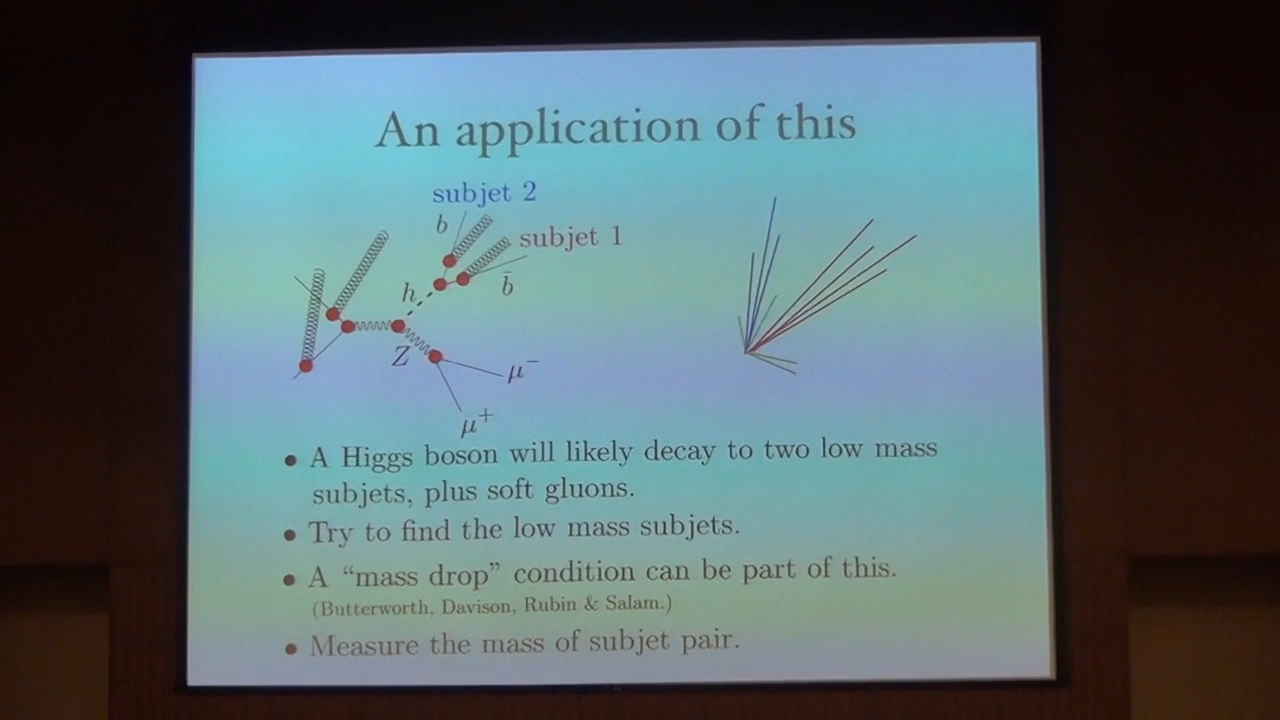 An application of this
subjet 2
b
subjet 1
h
b̄
Z
μ⁻
μ⁺
• A Higgs boson will likely decay to two low mass
subjets, plus soft gluons.
• Try to find the low mass subjets.
• A “mass drop” condition can be part of this.
(Butterworth, Davison, Rubin & Salam.)
• Measure the mass of subjet pair.